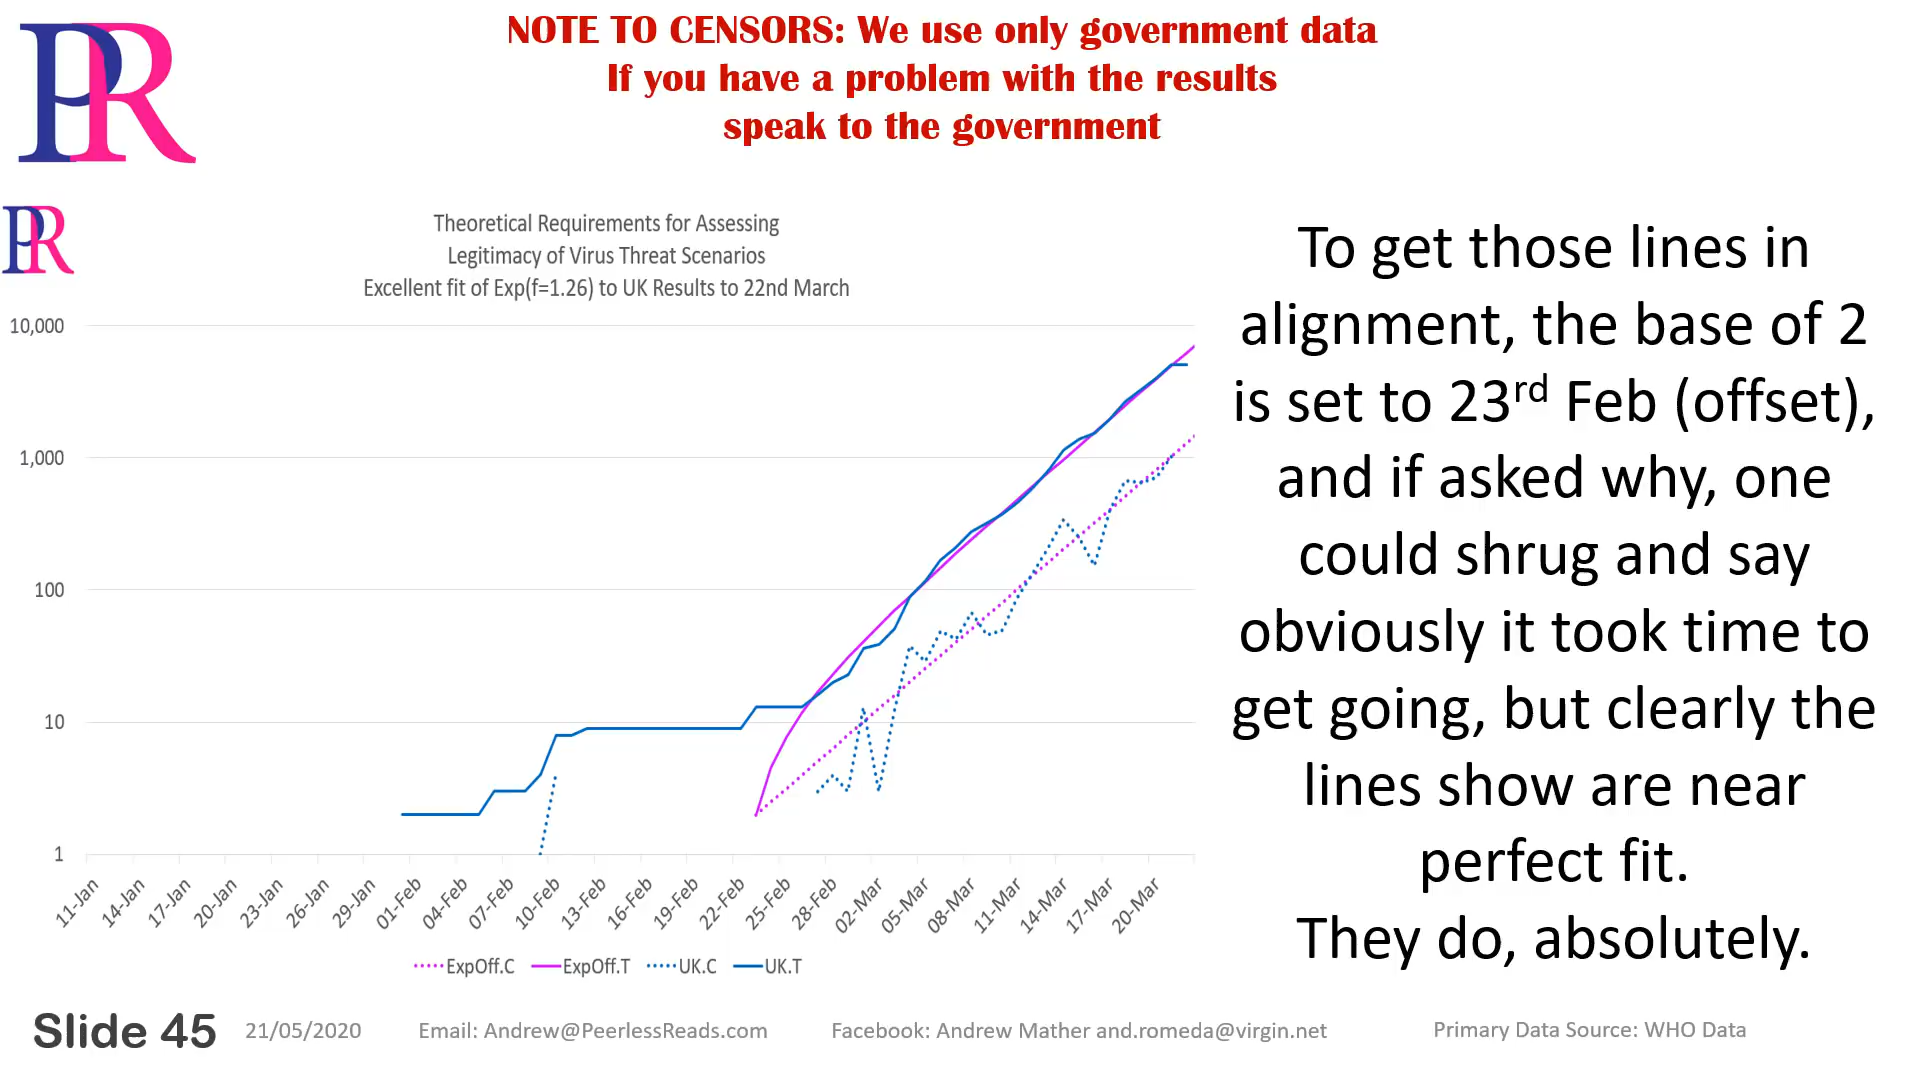 PR
NOTE TO CENSORS: We use only government data
If you have a problem with the results
speak to the government
PR
Theoretical Requirements for Assessing
Legitimacy of Virus Threat Scenarios
Excellent fit of Exp(f=1.26) to UK Results to 22nd March
10,000
1,000
100
10
1
11-Jan
14-Jan
17-Jan
20-Jan
23-Jan
26-Jan
29-Jan
01-Feb
04-Feb
07-Feb
10-Feb
13-Feb
16-Feb
19-Feb
22-Feb
25-Feb
28-Feb
02-Mar
05-Mar
08-Mar
11-Mar
14-Mar
17-Mar
20-Mar
ExpOff.C ExpOff.T UK.C UK.T
To get those lines in
alignment, the base of 2
is set to 23rd Feb (offset),
and if asked why, one
could shrug and say
obviously it took time to
get going, but clearly the
lines show are near
perfect fit.
They do, absolutely.
Slide 45 21/05/2020 Email: Andrew@PeerlessReads.com Facebook: Andrew Mather and.romeda@virgin.net Primary Data Source: WHO Data